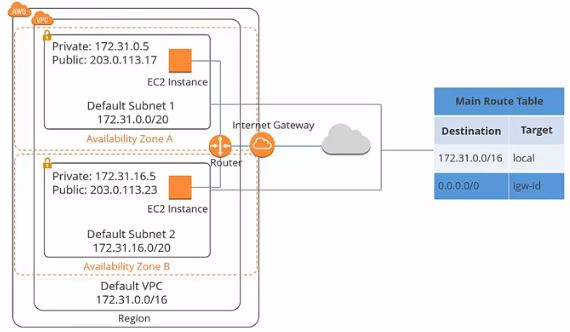 AWS
VPC
Private: 172.31.0.5
Public: 203.0.113.17
EC2 Instance
Default Subnet 1
172.31.0.0/20
Availability Zone A
Internet Gateway
Router
Private: 172.31.16.5
Public: 203.0.113.23
EC2 Instance
Default Subnet 2
172.31.16.0/20
Availability Zone B
Default VPC
172.31.0.0/16
Region
Main Route Table
Destination Target
172.31.0.0/16 local
0.0.0.0/0 igw-id